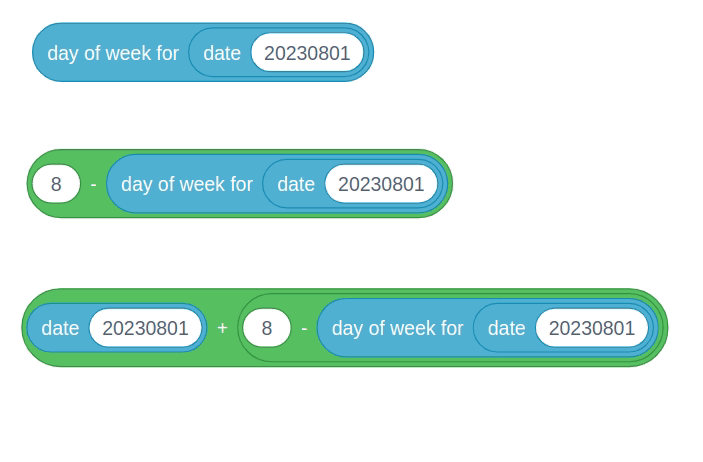 day of week for date 20230801
8 - day of week for date 20230801
date 20230801 + 8 - day of week for date 20230801